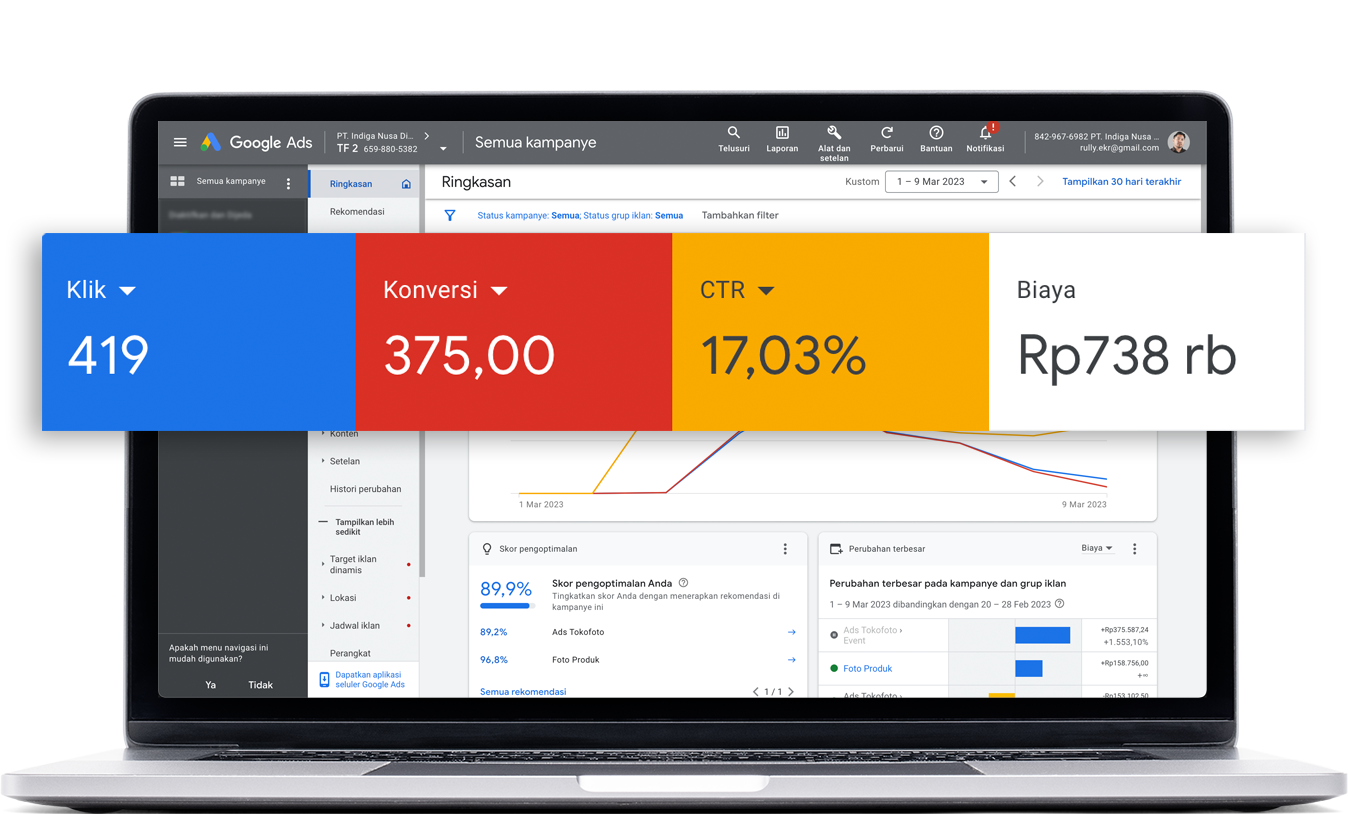 Google Ads
PT. Indiga Nusa Di...
TF 2 659-880-5382
Semua kampanye
Telusuri
Laporan
Alat dan
setelan
Perbarui
Bantuan
Notifikasi
842-967-6982 PT. Indiga Nusa ...
rully.ekr@gmail.com
Semua kampanye
Ringkasan
Rekomendasi
Ringkasan
Kustom
1 – 9 Mar 2023
Tampilkan 30 hari terakhir
Status kampanye: Semua; Status grup iklan: Semua
Tambahkan filter
Klik
419
Konversi
375,00
CTR
17,03%
Biaya
Rp738 rb
Konten
Setelan
Histori perubahan
Tampilkan lebih
sedikit
Target iklan
dinamis
Lokasi
Jadwal iklan
Perangkat
Dapatkan aplikasi
seluler Google Ads
Apakah menu navigasi ini
mudah digunakan?
Ya
Tidak
1 Mar 2023
9 Mar 2023
Skor pengoptimalan
89,9%
Skor pengoptimalan Anda
Tingkatkan skor Anda dengan menerapkan rekomendasi di
kampanye ini
89,2%
Ads Tokofoto
96,8%
Foto Produk
Semua rekomendasi
1 / 1
Perubahan terbesar
Biaya
Perubahan terbesar pada kampanye dan grup iklan
1 – 9 Mar 2023 dibandingkan dengan 20 – 28 Feb 2023
Ads Tokofoto ›
Event
+Rp375.587,24
+1.553,10%
Foto Produk
+Rp158.756,00
+∞
Ads Tokofoto ›
-Rp153.102,50